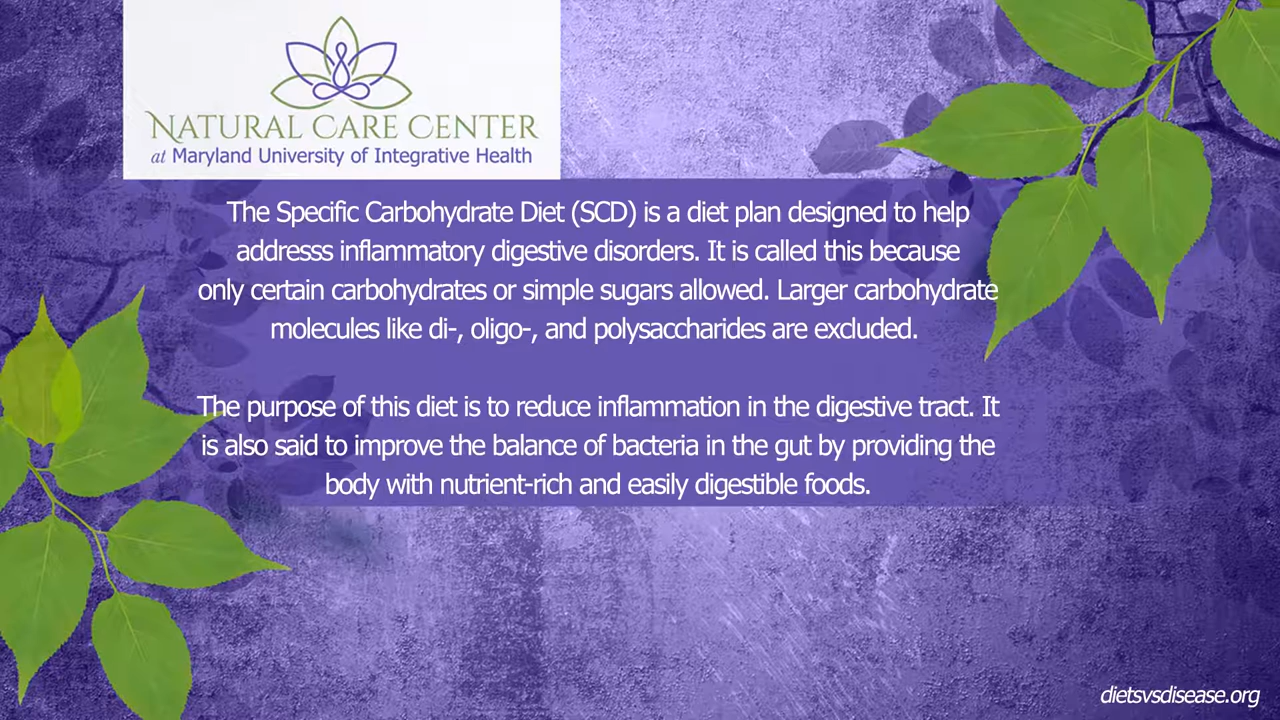 NATURAL CARE CENTER
at Maryland University of Integrative Health
The Specific Carbohydrate Diet (SCD) is a diet plan designed to help
addresss inflammatory digestive disorders. It is called this because
only certain carbohydrates or simple sugars allowed. Larger carbohydrate
molecules like di-, oligo-, and polysaccharides are excluded.
The purpose of this diet is to reduce inflammation in the digestive tract. It
is also said to improve the balance of bacteria in the gut by providing the
body with nutrient-rich and easily digestible foods.
dietsvsdisease.org